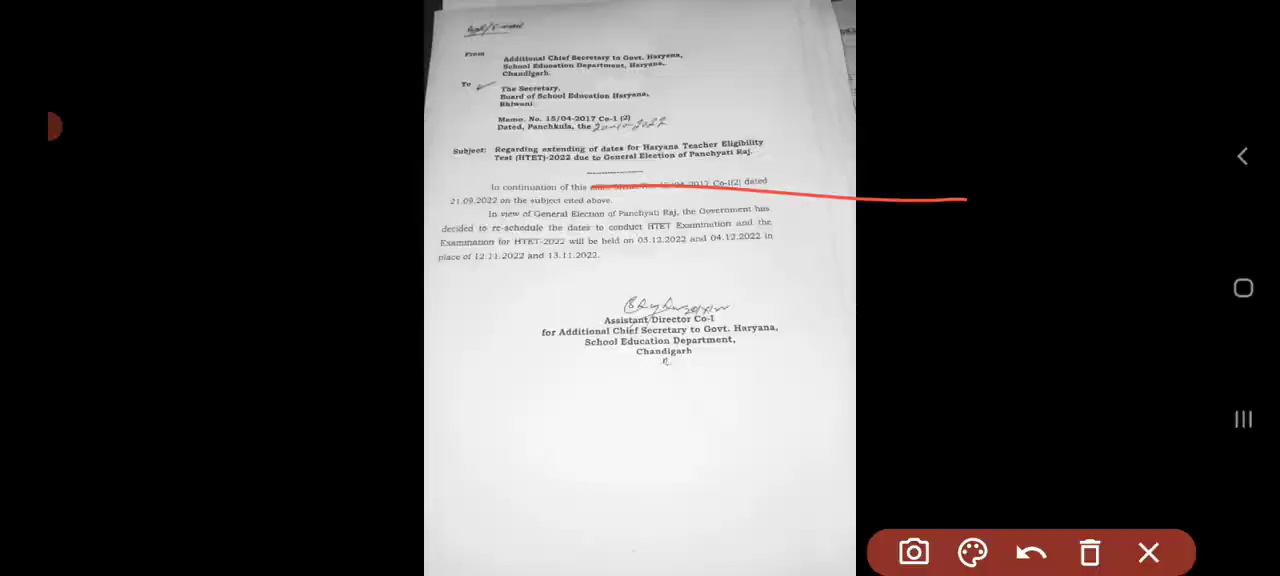 From
Additional Chief Secretary to Govt. Haryana,
School Education Department, Haryana,
Chandigarh.
To
The Secretary,
Board of School Education Haryana,
Bhiwani.
Memo. No. 15/04-2017 Co-1 (2)
Dated, Panchkula, the
Subject: Regarding extending of dates for Haryana Teacher Eligibility
Test (HTET)-2022 due to General Election of Panchyati Raj.
In continuation of this Co-1(2) dated
21.09.2022 on the subject cited above.
In view of General Election of Panchyati Raj, the Government has
decided to re-schedule the dates to conduct HTET Examination and the
Examination for HTET-2022 will be held on 03.12.2022 and 04.12.2022 in
place of 12.11.2022 and 13.11.2022.
Assistant Director Co-1
for Additional Chief Secretary to Govt. Haryana,
School Education Department,
Chandigarh